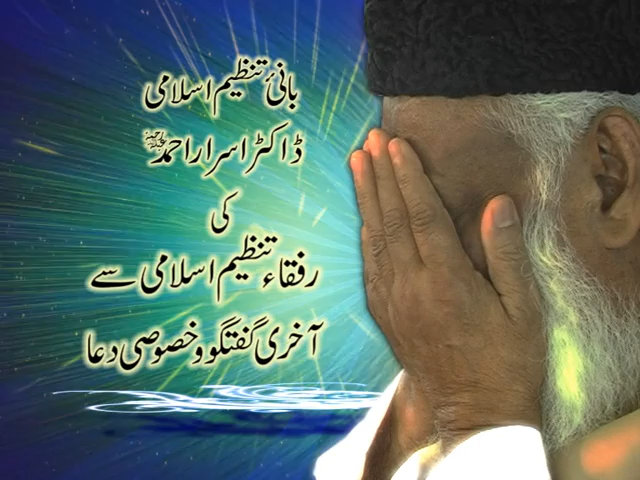 بانیٔ تنظیم اسلامی
ڈاکٹر اسرار احمدؒ
کی
رفقاء تنظیم اسلامی سے
آخری گفتگو و خصوصی دعا